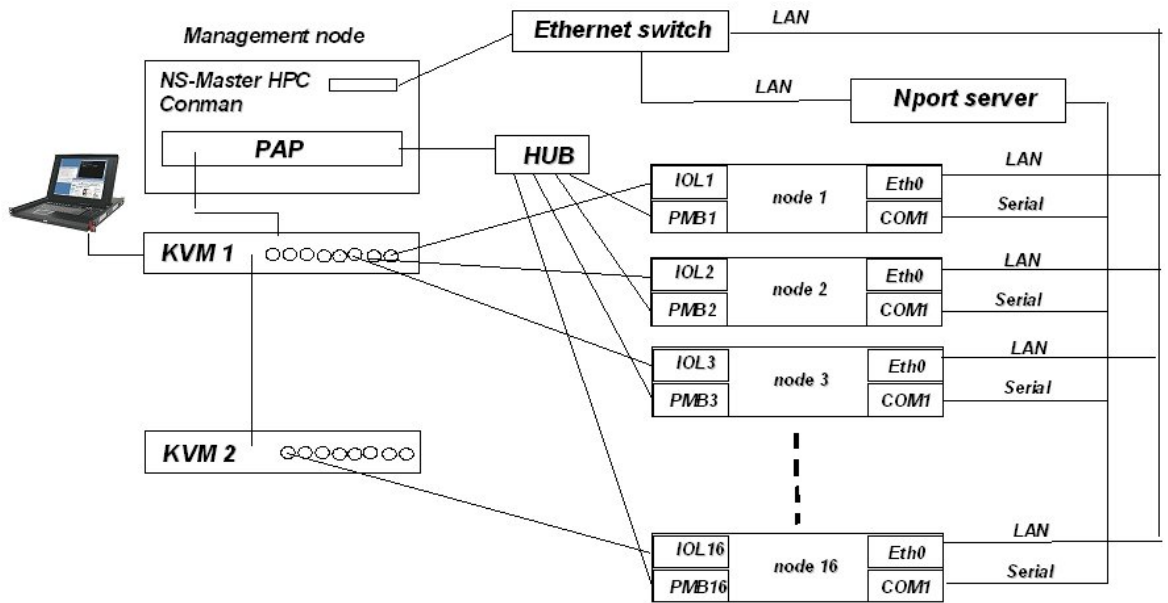 LAN
Ethernet switch
Management node
NS-Master HPC
Conman
LAN
Nport server
PAP
HUB
LAN
IOL1
node 1
Eth0
PMB1
COM1
Serial
KVM 1
LAN
IOL2
node 2
Eth0
PMB2
COM1
Serial
LAN
IOL3
node 3
Eth0
PMB3
COM1
Serial
KVM 2
LAN
IOL16
node 16
Eth0
PMB16
COM1
Serial